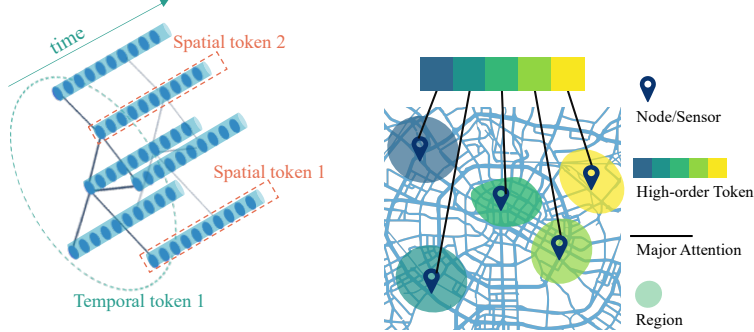 time
Spatial token 2
Spatial token 1
Temporal token 1
Node/Sensor
High-order Token
Major Attention
Region